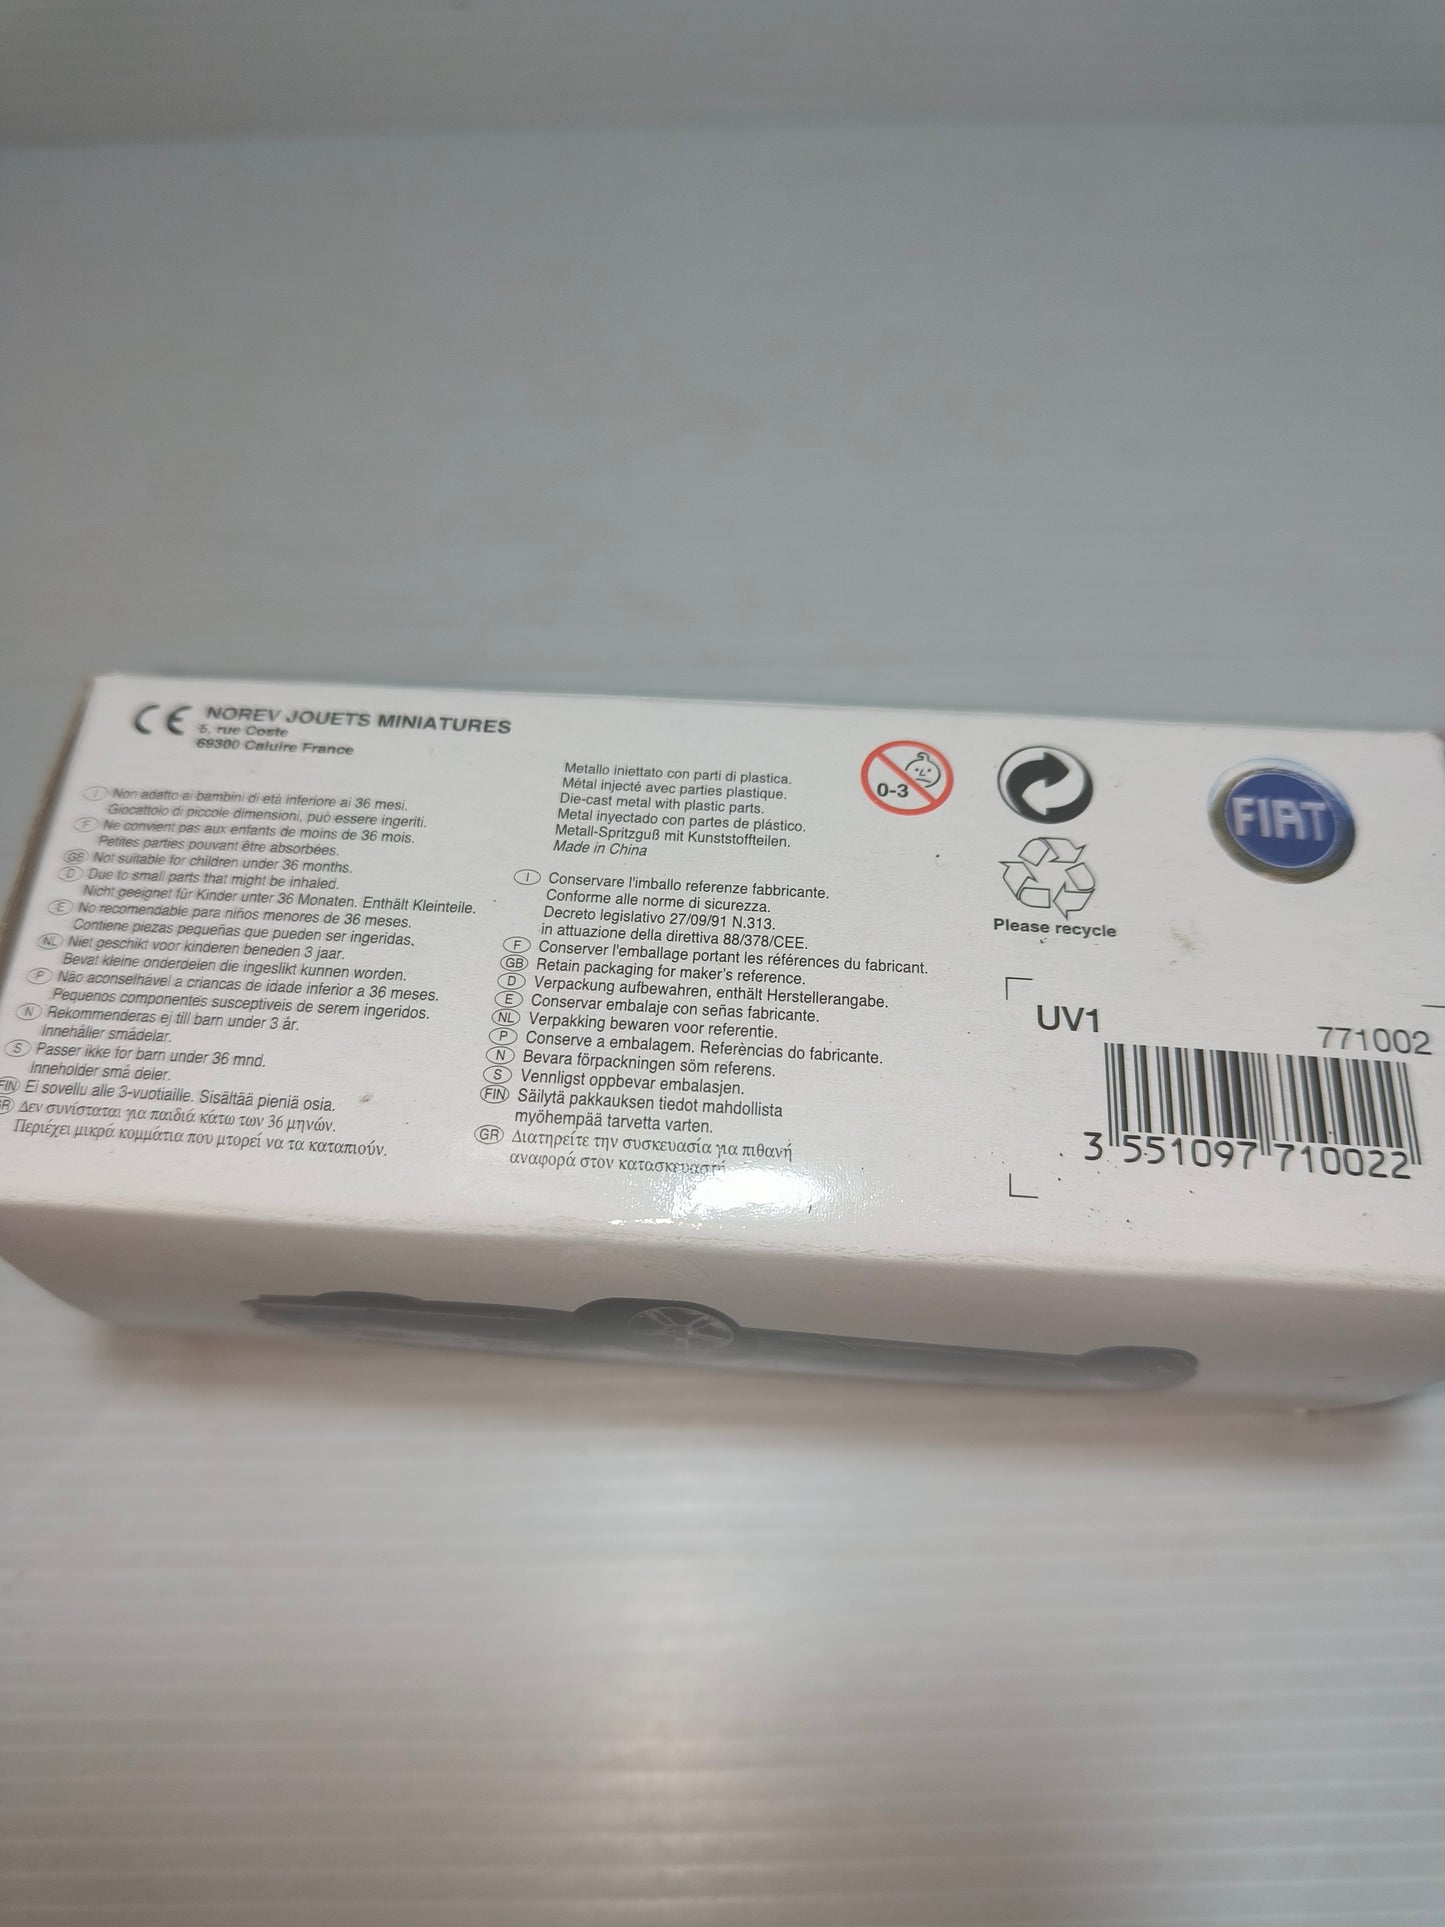 CE NOREV JOUETS MINIATURES
5, rue Coste
69300 Caluire France
I Non adatto ai bambini di età inferiore ai 36 mesi.
Giocattolo di piccole dimensioni, può essere ingeriti.
F Ne convient pas aux enfants de moins de 36 mois.
Petites parties pouvant être absorbées.
GB Not suitable for children under 36 months.
D Due to small parts that might be inhaled.
Nicht geeignet für Kinder unter 36 Monaten. Enthält Kleinteile.
E No recomendable para niños menores de 36 meses.
Contiene piezas pequeñas que pueden ser ingeridas.
NL Niet geschikt voor kinderen beneden 3 jaar.
Bevat kleine onderdelen die ingeslikt kunnen worden.
P Não aconselhável a criancas de idade inferior a 36 meses.
Pequenos componentes susceptiveis de serem ingeridos.
N Rekommenderas ej till barn under 3 år.
Innehåller smådelar.
S Passer ikke for barn under 36 mnd.
Inneholder små deler.
FIN Ei sovellu alle 3-vuotiaille. Sisältää pieniä osia.
GR Δεν συνίσταται για παιδιά κάτω των 36 μηνών.
Περιέχει μικρά κομμάτια που μπορεί να τα καταπιούν.
Metallo iniettato con parti di plastica.
Métal injecté avec parties plastique.
Die-cast metal with plastic parts.
Metal inyectado con partes de plástico.
Metall-Spritzguß mit Kunststoffteilen.
Made in China
I Conservare l'imballo referenze fabbricante.
Conforme alle norme di sicurezza.
Decreto legislativo 27/09/91 N.313.
in attuazione della direttiva 88/378/CEE.
F Conserver l'emballage portant les références du fabricant.
GB Retain packaging for maker's reference.
D Verpackung aufbewahren, enthält Herstellerangabe.
E Conservar embalaje con señas fabricante.
NL Verpakking bewaren voor referentie.
P Conserve a embalagem. Referèncias do fabricante.
N Bevara förpackningen söm referens.
S Vennligst oppbevar embalasjen.
FIN Säilytä pakkauksen tiedot mahdollista
myöhempää tarvetta varten.
GR Διατηρείτε την συσκευασία για πιθανή
αναφορά στον κατασκευαστή
0-3
Please recycle
FIAT
UV1
771002
3 551097 710022